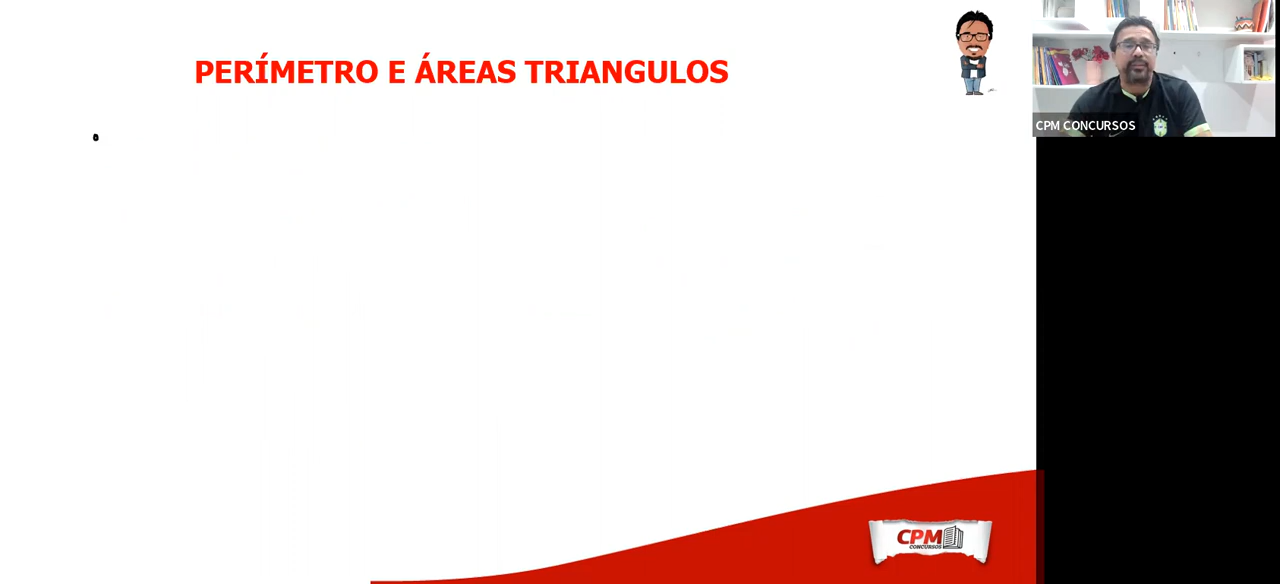 PERÍMETRO E ÁREAS TRIANGULOS
CPM CONCURSOS
CPM
CONCURSOS